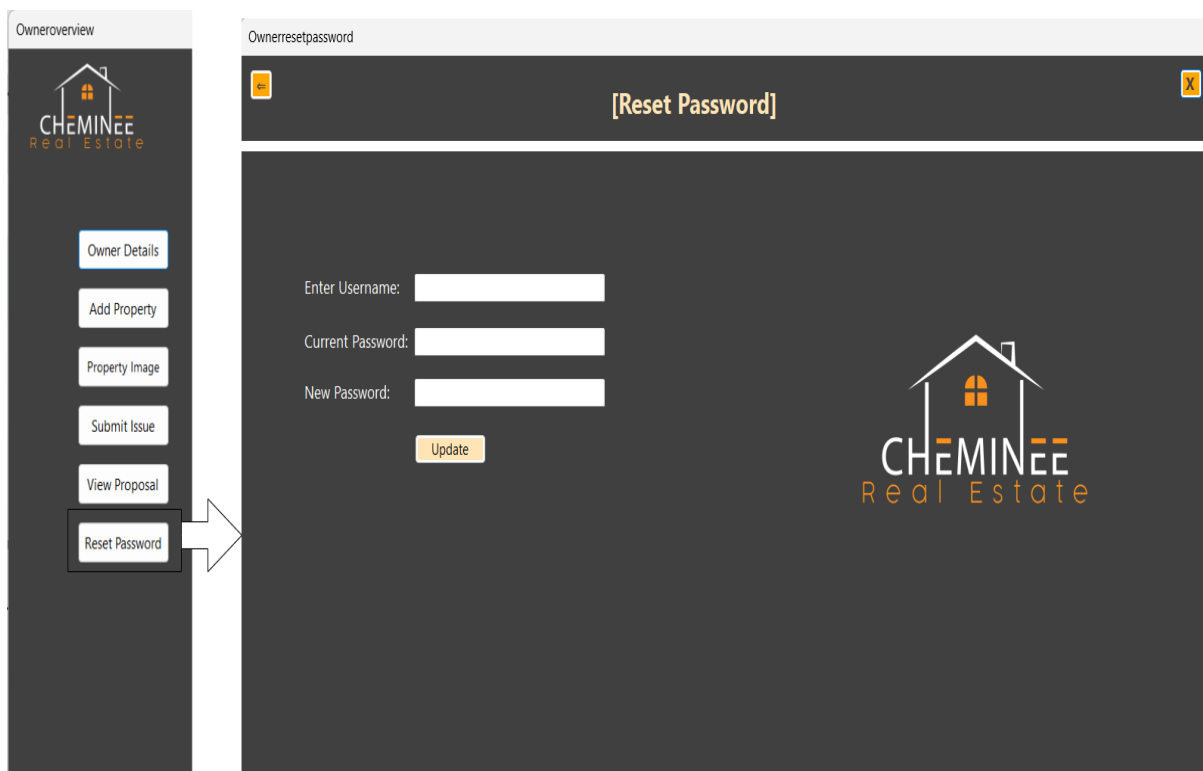 Owneroverview
CHEMINEE
Real Estate
Owner Details
Add Property
Property Image
Submit Issue
View Proposal
Reset Password
Ownerresetpassword
⇐
[Reset Password]
X
Enter Username:
Current Password:
New Password:
Update
CHEMINEE
Real Estate